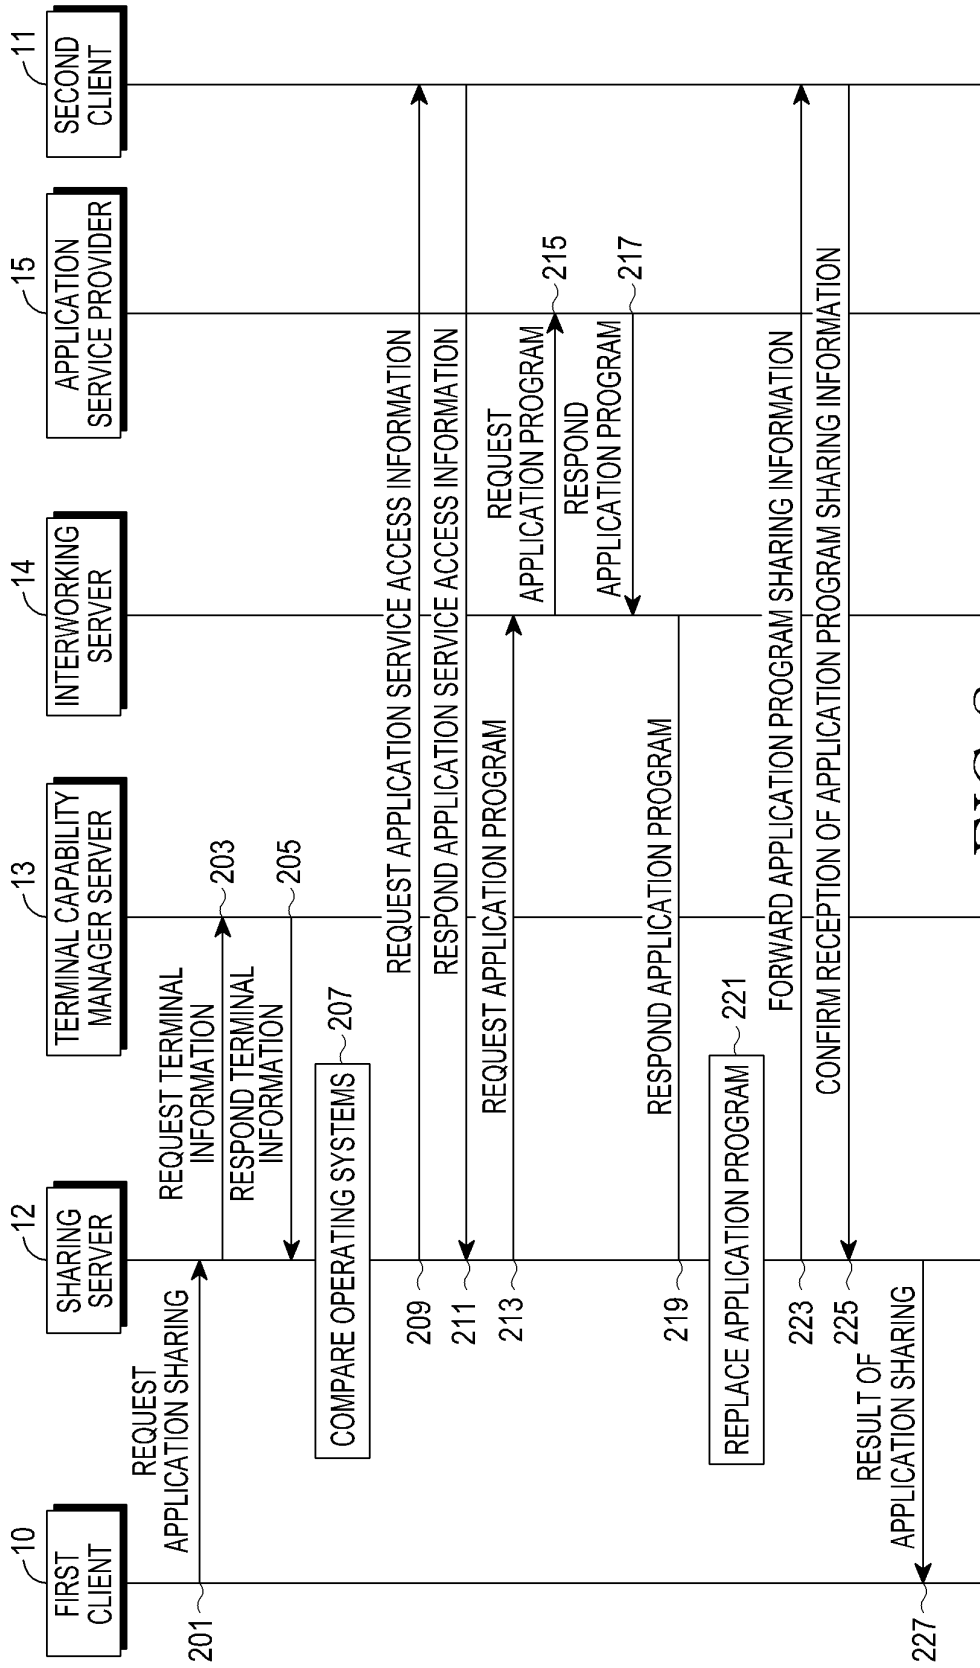 10
FIRST
CLIENT
12
SHARING
SERVER
13
TERMINAL CAPABILITY
MANAGER SERVER
14
INTERWORKING
SERVER
15
APPLICATION
SERVICE PROVIDER
11
SECOND
CLIENT
REQUEST
APPLICATION SHARING
201
REQUEST TERMINAL
INFORMATION
203
RESPOND TERMINAL
INFORMATION
205
COMPARE OPERATING SYSTEMS
207
REQUEST APPLICATION SERVICE ACCESS INFORMATION
209
RESPOND APPLICATION SERVICE ACCESS INFORMATION
211
REQUEST APPLICATION PROGRAM
213
REQUEST
APPLICATION PROGRAM
215
RESPOND
APPLICATION PROGRAM
217
RESPOND APPLICATION PROGRAM
219
REPLACE APPLICATION PROGRAM
221
FORWARD APPLICATION PROGRAM SHARING INFORMATION
223
CONFIRM RECEPTION OF APPLICATION PROGRAM SHARING INFORMATION
225
RESULT OF
APPLICATION SHARING
227